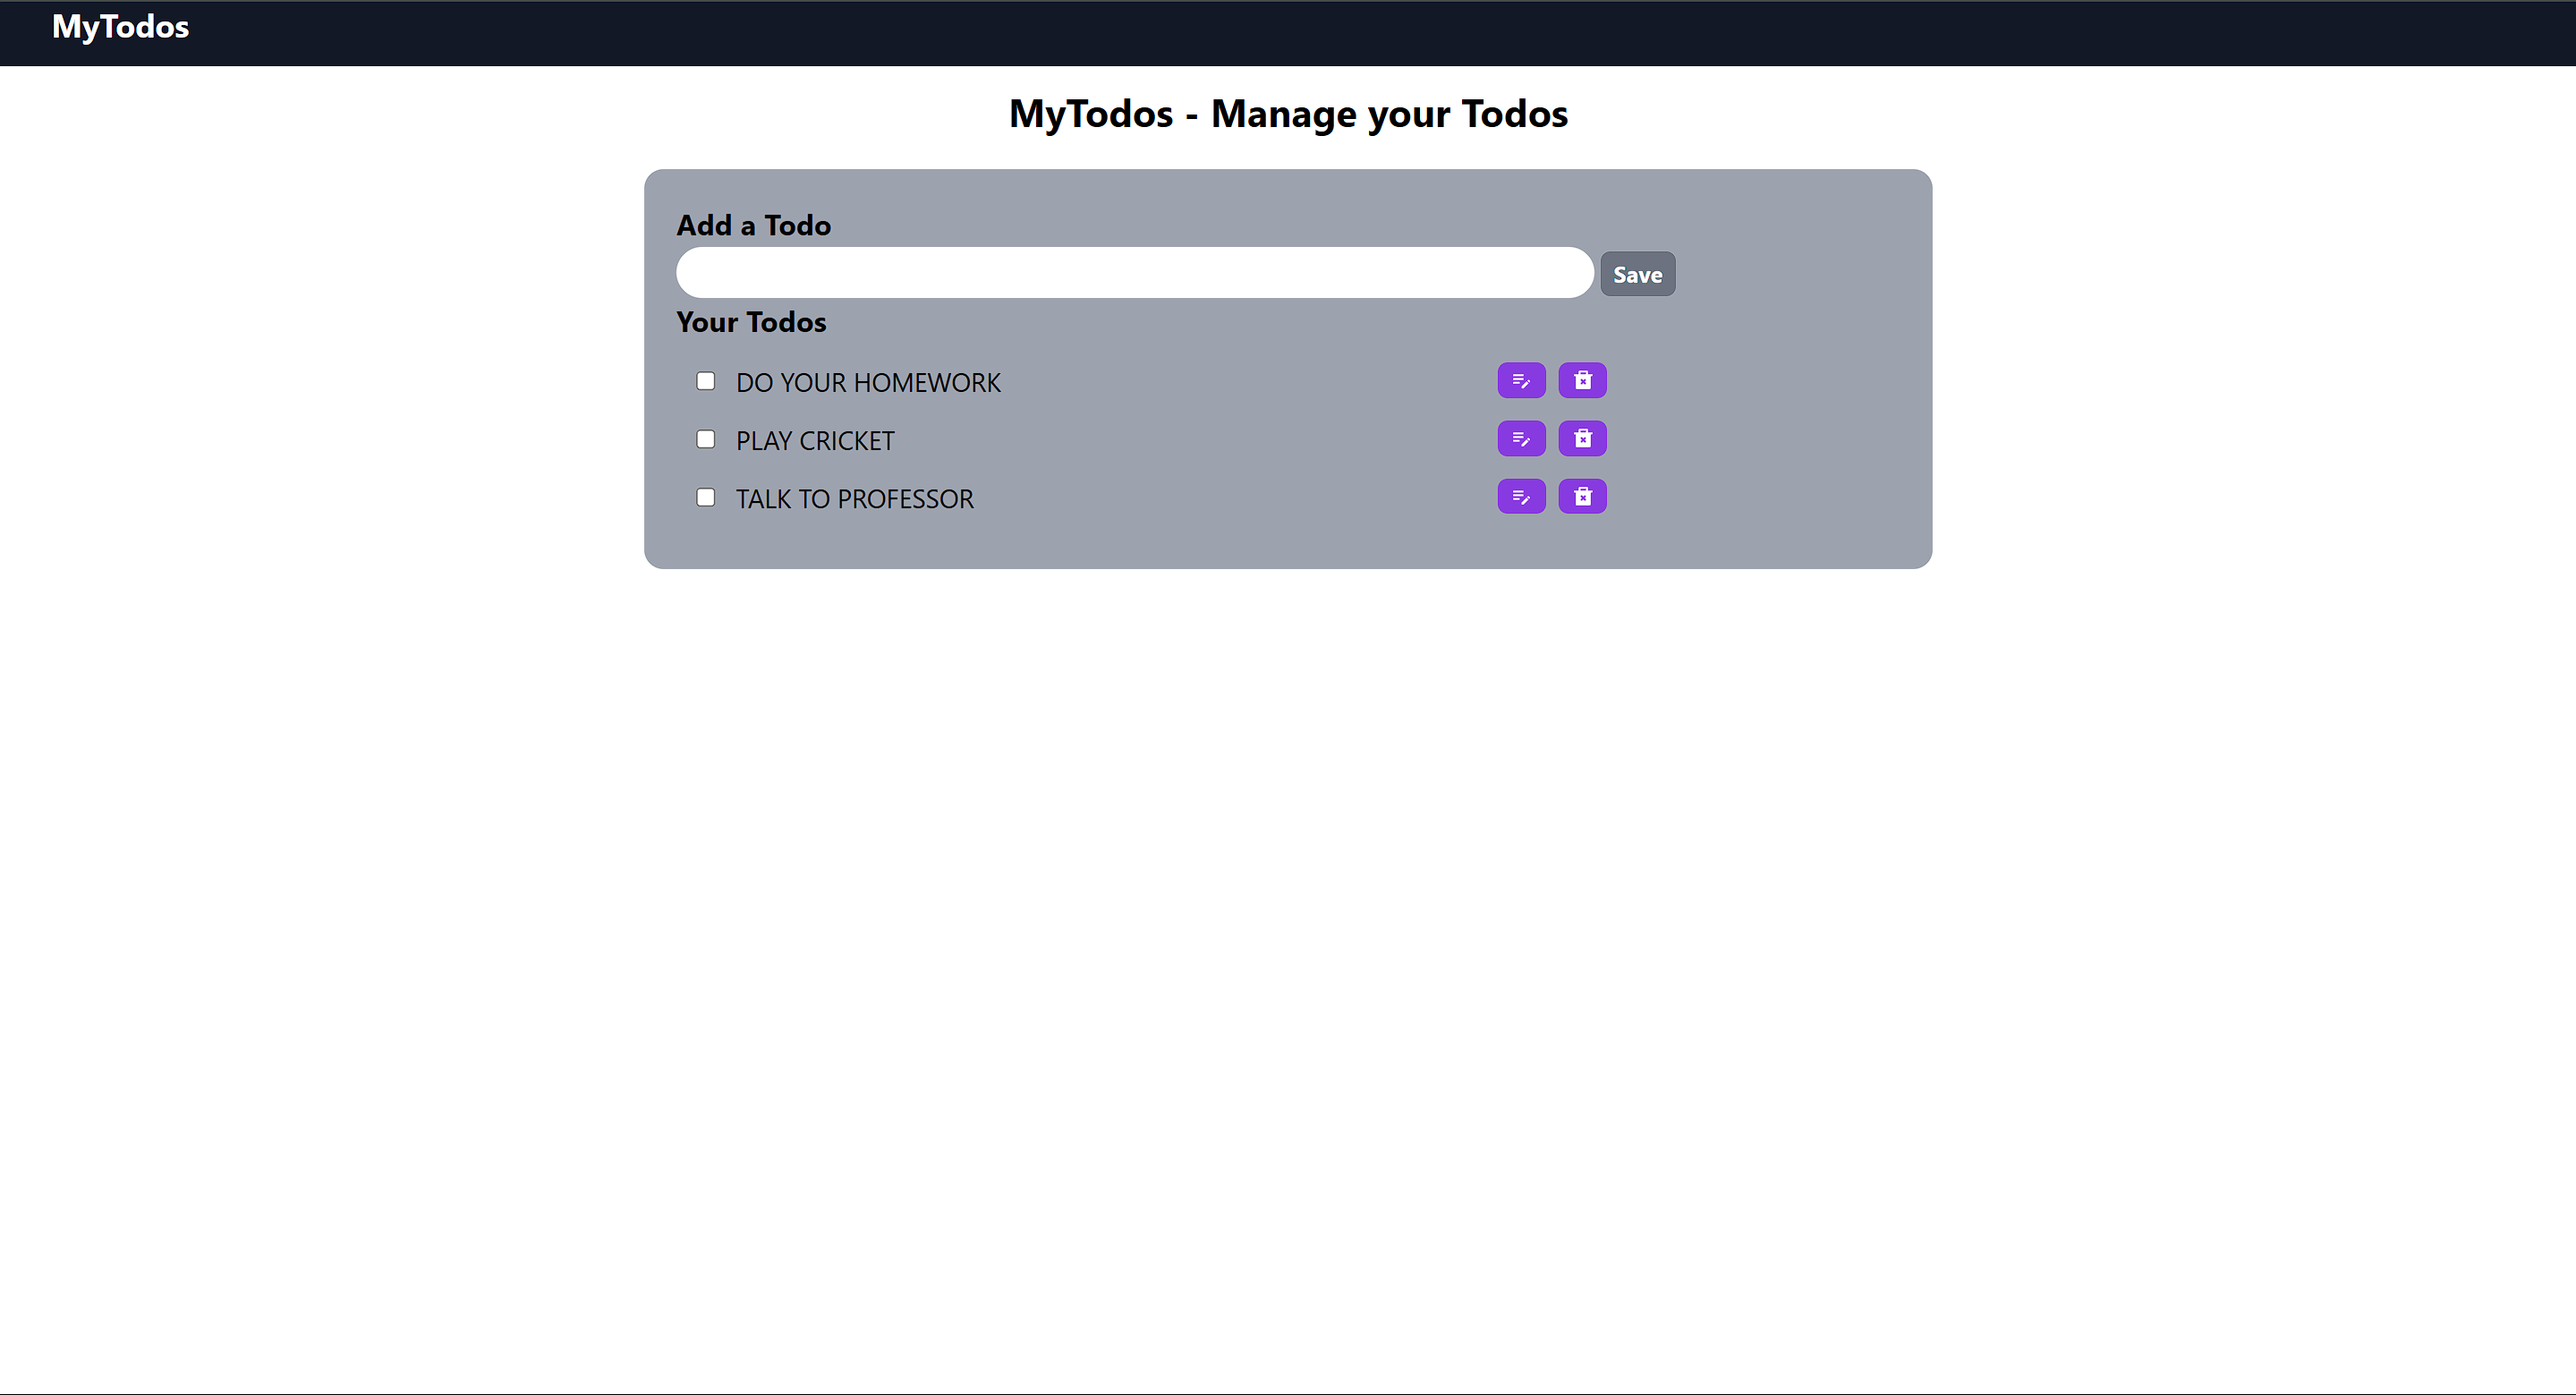 MyTodos
MyTodos - Manage your Todos
Add a Todo
Save
Your Todos
DO YOUR HOMEWORK
PLAY CRICKET
TALK TO PROFESSOR